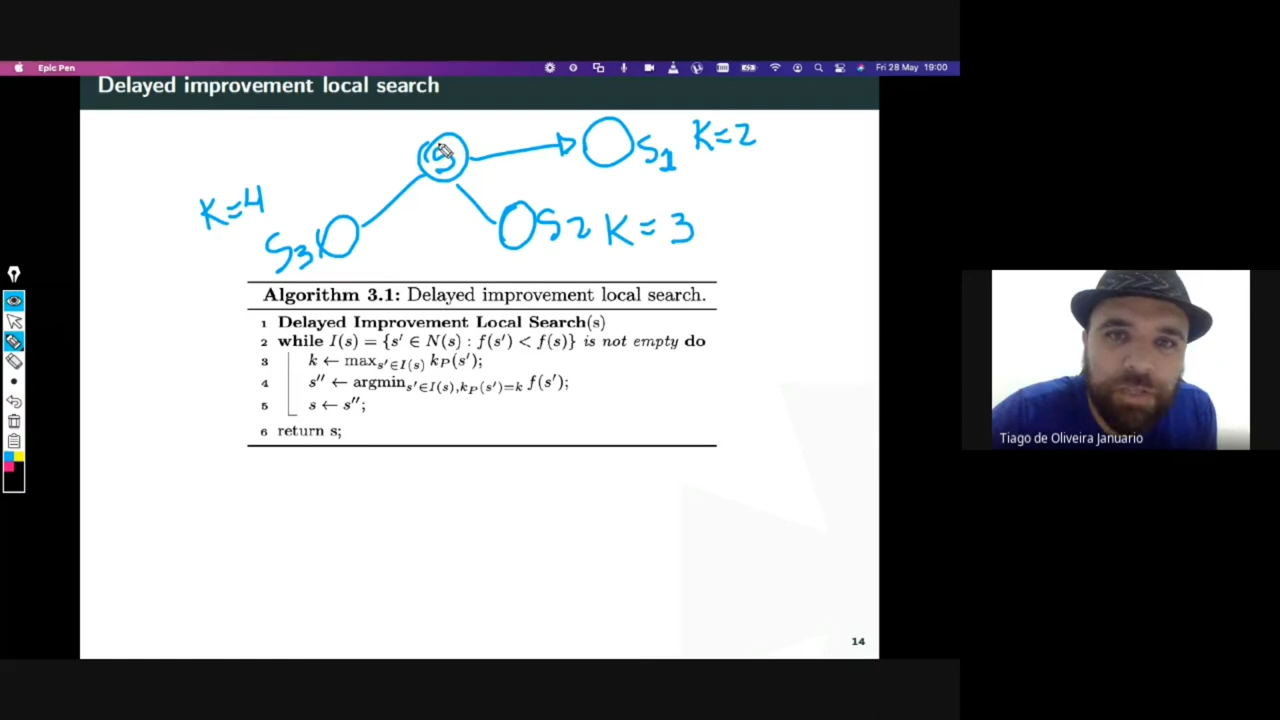 Epic Pen
Fri 28 May 19:00
Delayed improvement local search
S
S1 K=2
K=4
S3
S2 K=3
Algorithm 3.1: Delayed improvement local search.
1 Delayed Improvement Local Search(s)
2 while I(s) = {s′ ∈ N(s) : f(s′) < f(s)} is not empty do
3 k ← max_{s′∈I(s)} k_P(s′);
4 s″ ← argmin_{s′∈I(s),k_P(s′)=k} f(s′);
5 s ← s″;
6 return s;
14
Tiago de Oliveira Januario